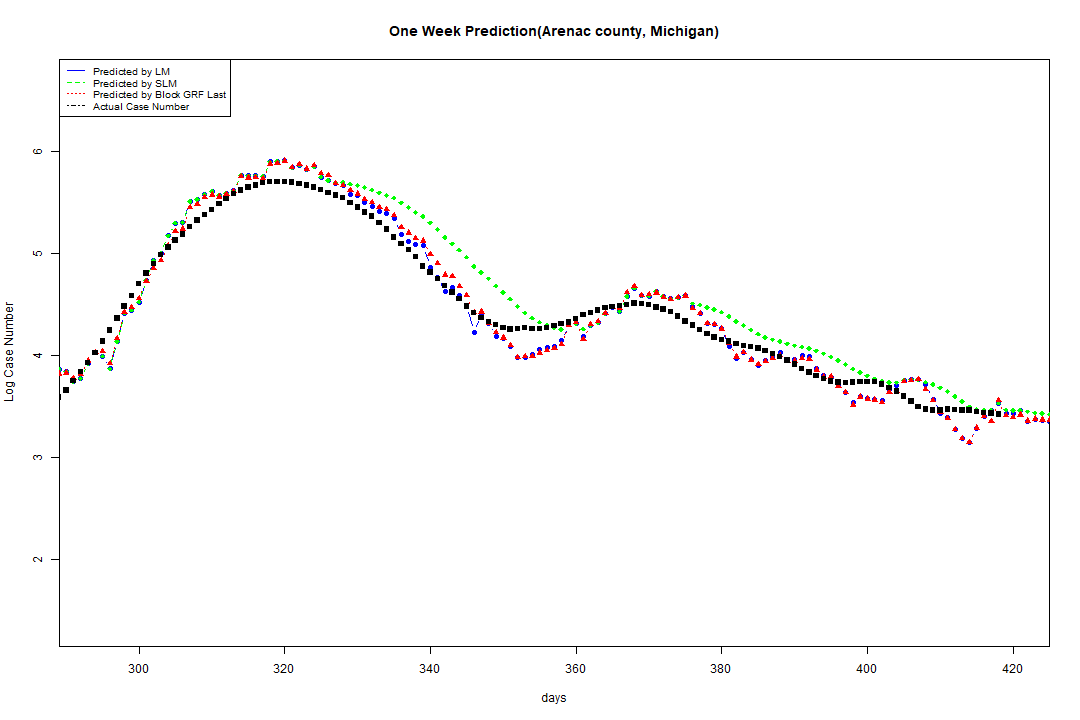 One Week Prediction(Arenac county, Michigan)
Predicted by LM
Predicted by SLM
Predicted by Block GRF Last
Actual Case Number
6
5
4
3
2
Log Case Number
300 320 340 360 380 400 420
days